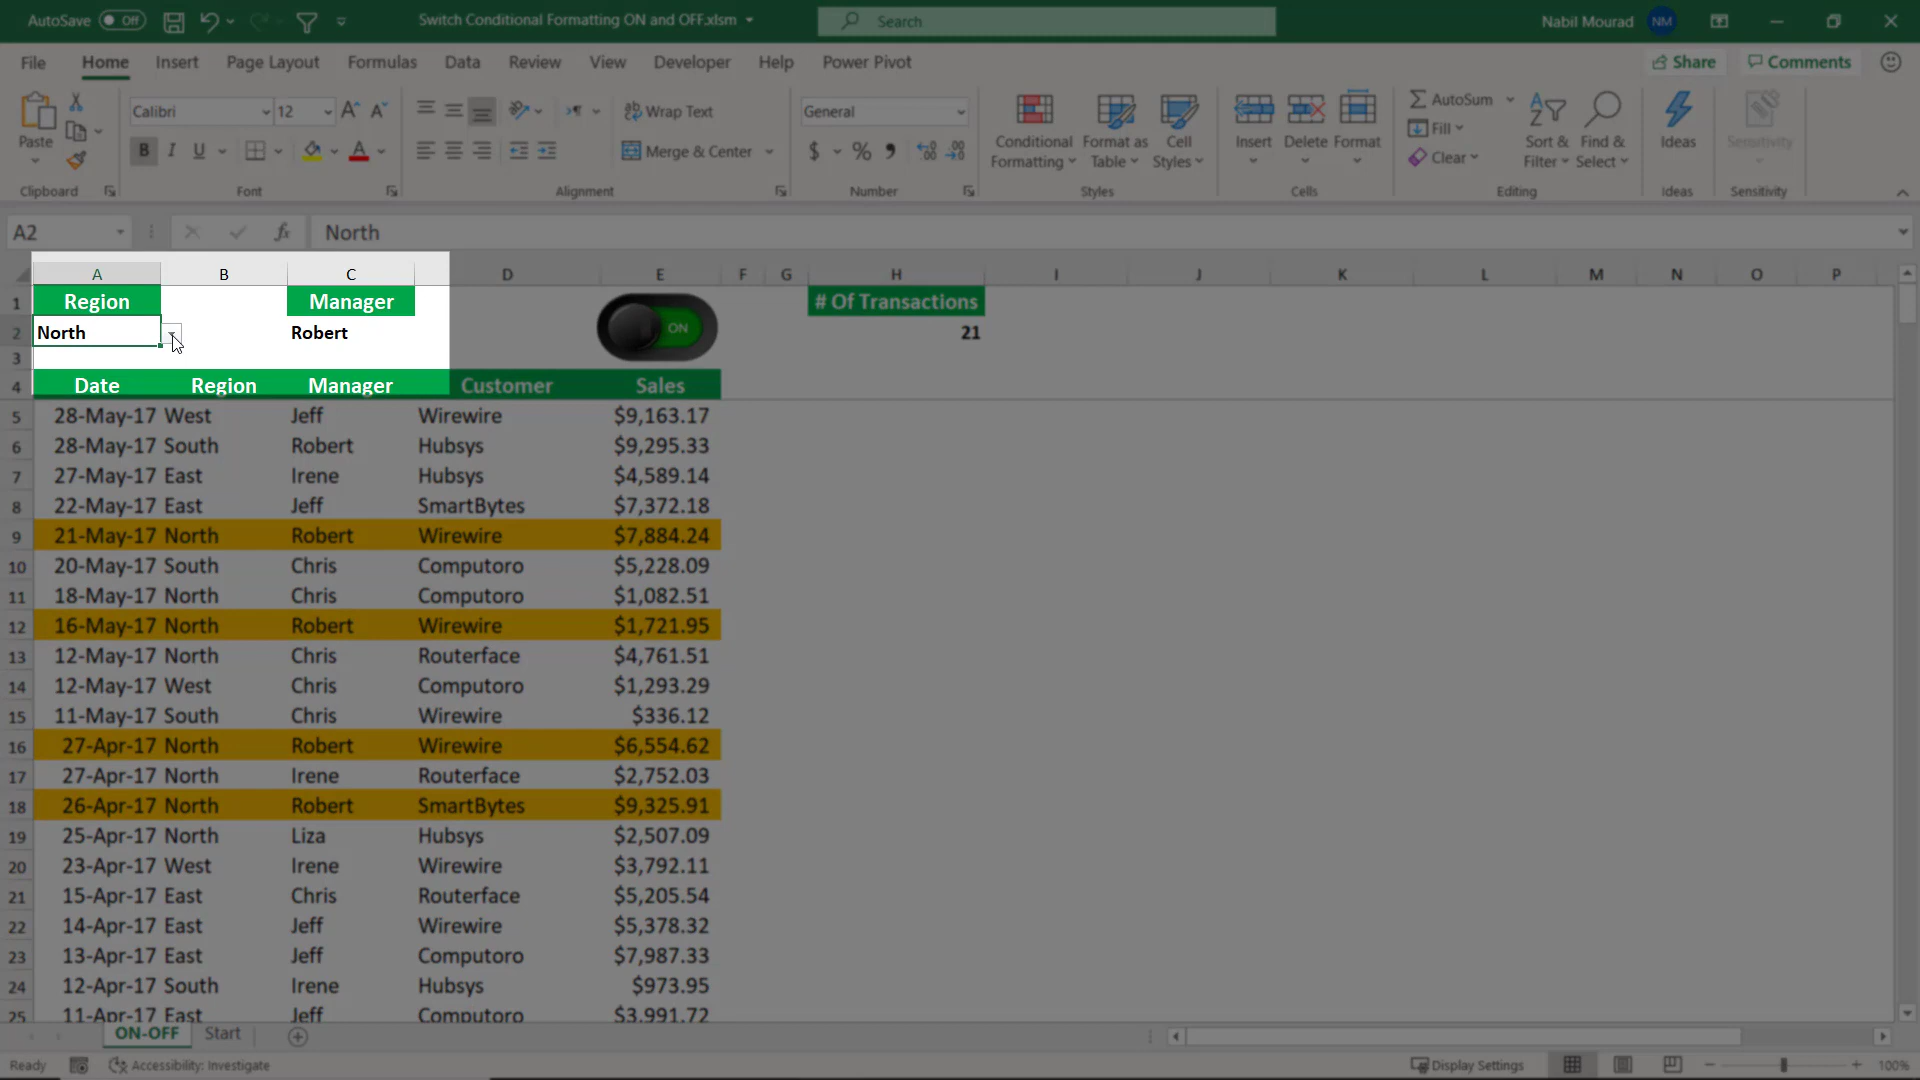 AutoSave Off Switch Conditional Formatting ON and OFF.xlsm Search Nabil Mourad NM
File Home Insert Page Layout Formulas Data Review View Developer Help Power Pivot Share Comments
Calibri 12 Wrap Text General AutoSum
Paste B I U A Merge & Center $ % Conditional Formatting Format as Table Cell Styles Insert Delete Format Fill Clear Sort & Filter Find & Select Ideas Sensitivity
Clipboard Font Alignment Number Styles Cells Editing Ideas Sensitivity
A2 fx North
A B C D E F G H I J K L M N O P
1 Region Manager # Of Transactions
2 North Robert ON 21
3
4 Date Region Manager Customer Sales
5 28-May-17 West Jeff Wirewire $9,163.17
6 28-May-17 South Robert Hubsys $9,295.33
7 27-May-17 East Irene Hubsys $4,589.14
8 22-May-17 East Jeff SmartBytes $7,372.18
9 21-May-17 North Robert Wirewire $7,884.24
10 20-May-17 South Chris Computoro $5,228.09
11 18-May-17 North Chris Computoro $1,082.51
12 16-May-17 North Robert Wirewire $1,721.95
13 12-May-17 North Chris Routerface $4,761.51
14 12-May-17 West Chris Computoro $1,293.29
15 11-May-17 South Chris Wirewire $336.12
16 27-Apr-17 North Robert Wirewire $6,554.62
17 27-Apr-17 North Irene Routerface $2,752.03
18 26-Apr-17 North Robert SmartBytes $9,325.91
19 25-Apr-17 North Liza Hubsys $2,507.09
20 23-Apr-17 West Irene Wirewire $3,792.11
21 15-Apr-17 East Chris Routerface $5,205.54
22 14-Apr-17 East Jeff Wirewire $5,378.32
23 13-Apr-17 East Jeff Computoro $7,987.33
24 12-Apr-17 South Irene Hubsys $973.95
25 11-Apr-17 East Jeff Computoro $3,991.72
ON-OFF Start
Ready Accessibility: Investigate Display Settings 100%